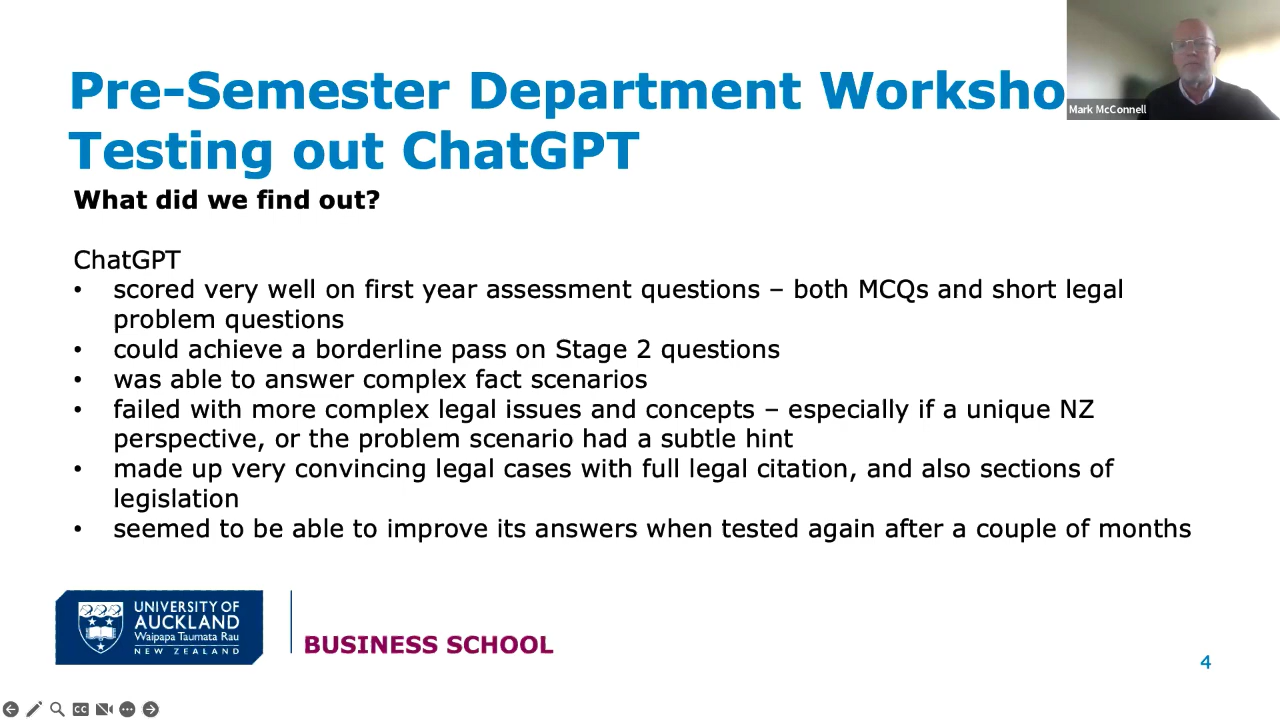 Pre-Semester Department Worksho
Mark McConnell
Testing out ChatGPT
What did we find out?
ChatGPT
• scored very well on first year assessment questions – both MCQs and short legal
problem questions
• could achieve a borderline pass on Stage 2 questions
• was able to answer complex fact scenarios
• failed with more complex legal issues and concepts – especially if a unique NZ
perspective, or the problem scenario had a subtle hint
• made up very convincing legal cases with full legal citation, and also sections of
legislation
• seemed to be able to improve its answers when tested again after a couple of months
UNIVERSITY OF
AUCKLAND
Waipapa Taumata Rau
NEW ZEALAND
BUSINESS SCHOOL
4
CC